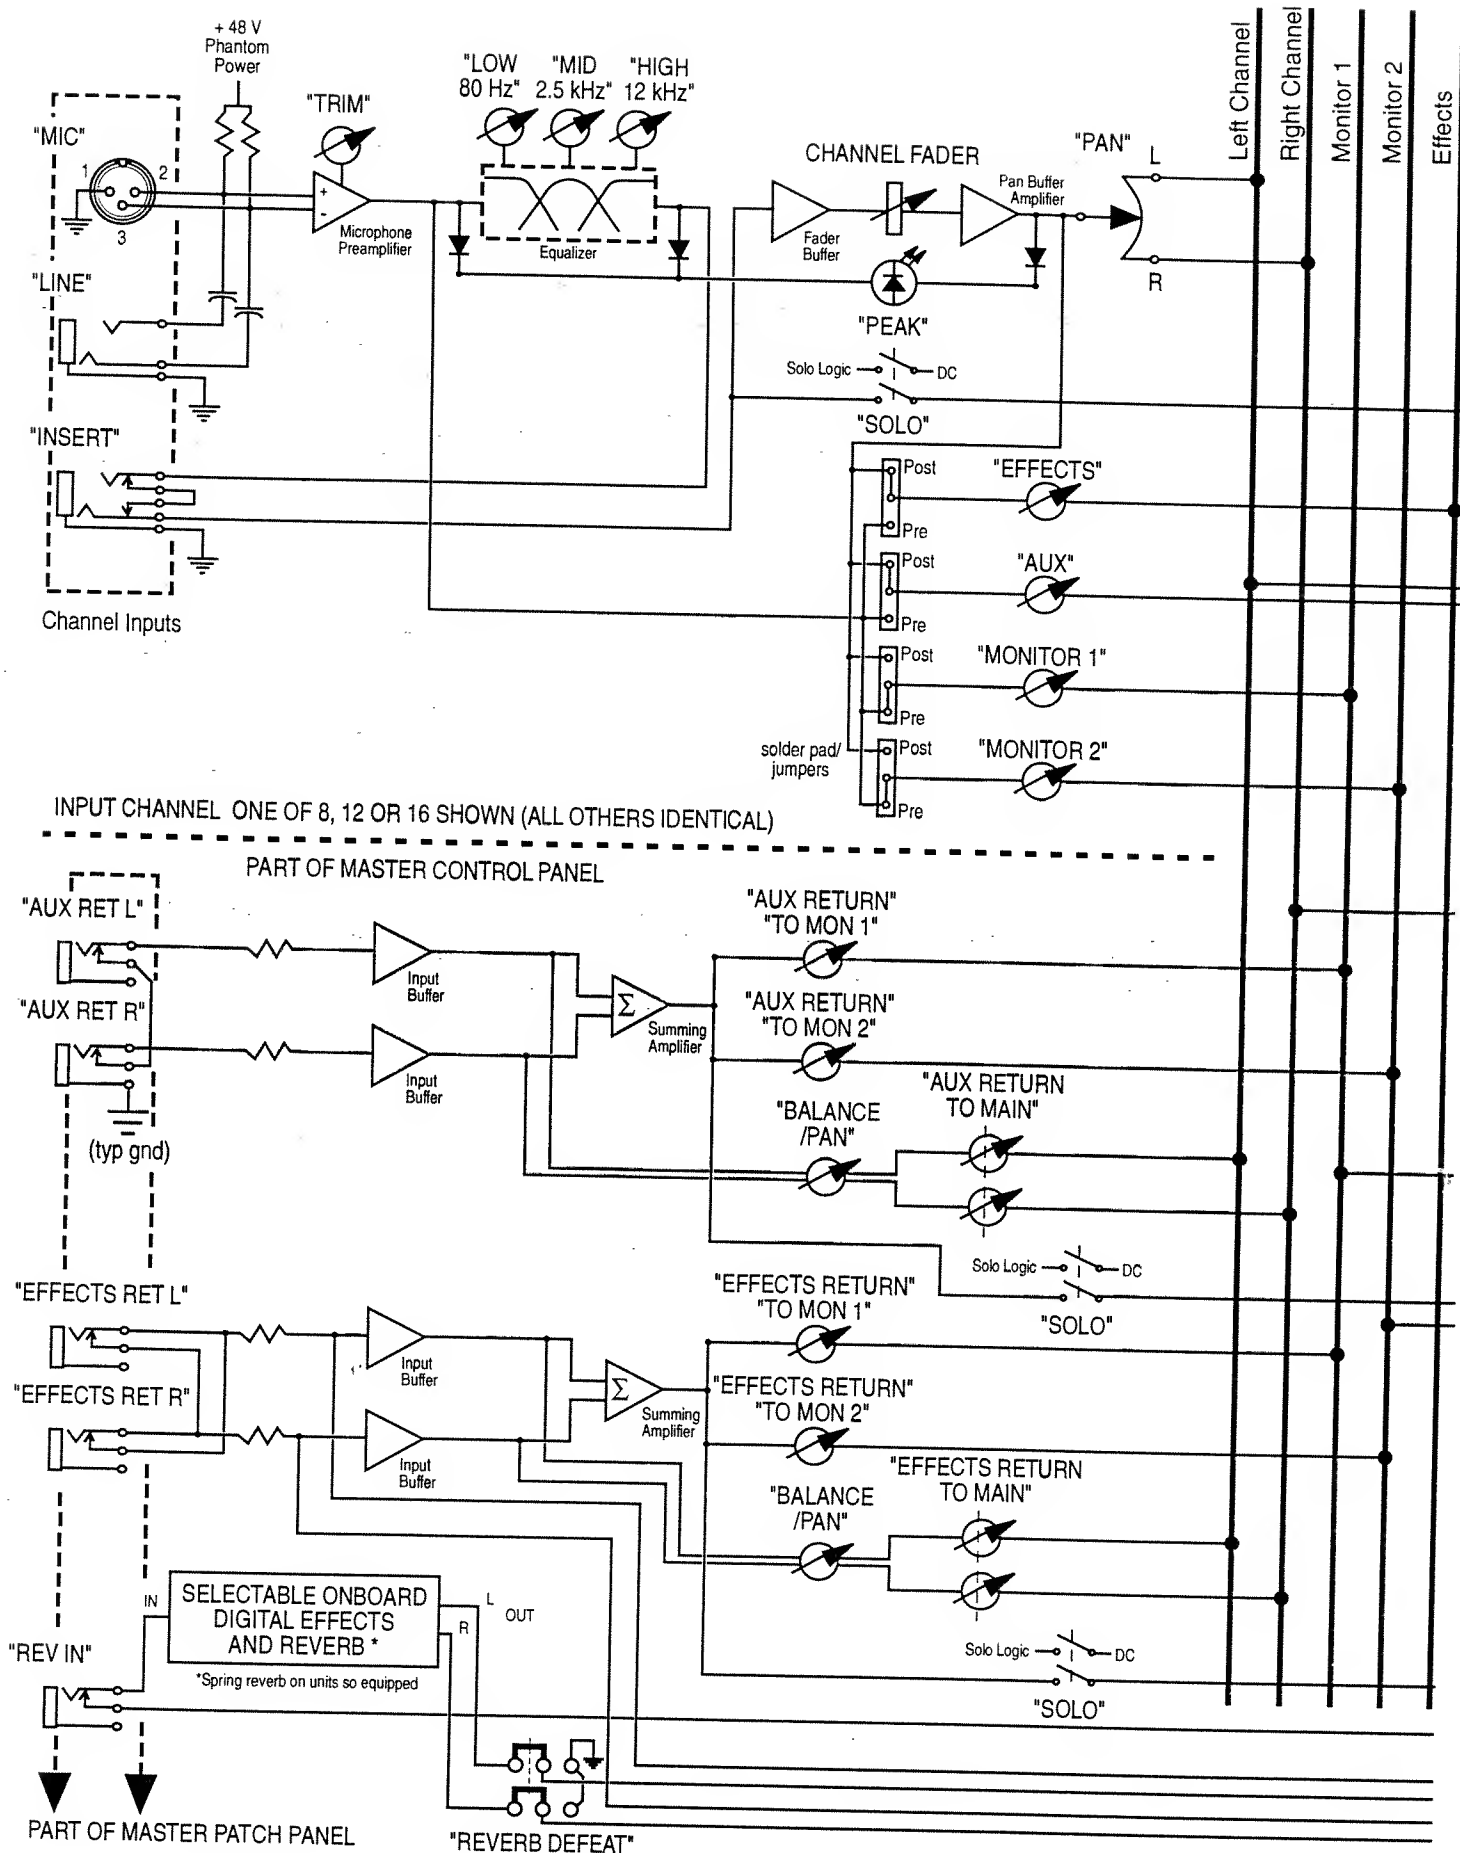 + 48 V
Phantom
Power
"MIC"
1
2
3
"TRIM"
+
-
Microphone
Preamplifier
"LOW
80 Hz"
"MID
2.5 kHz"
"HIGH
12 kHz"
Equalizer
CHANNEL FADER
Fader
Buffer
Pan Buffer
Amplifier
"PAN"
L
R
Left Channel
Right Channel
Monitor 1
Monitor 2
Effects
"LINE"
"PEAK"
Solo Logic
DC
"SOLO"
"INSERT"
Channel Inputs
Post
"EFFECTS"
Pre
Post
"AUX"
Pre
Post
"MONITOR 1"
Pre
solder pad/
jumpers
Post
"MONITOR 2"
Pre
INPUT CHANNEL ONE OF 8, 12 OR 16 SHOWN (ALL OTHERS IDENTICAL)
PART OF MASTER CONTROL PANEL
"AUX RET L"
Input
Buffer
"AUX RET R"
Input
Buffer
(typ gnd)
Σ
Summing
Amplifier
"AUX RETURN"
"TO MON 1"
"AUX RETURN"
"TO MON 2"
"BALANCE
/PAN"
"AUX RETURN
TO MAIN"
Solo Logic
DC
"SOLO"
"EFFECTS RET L"
Input
Buffer
"EFFECTS RET R"
Input
Buffer
Σ
Summing
Amplifier
"EFFECTS RETURN"
"TO MON 1"
"EFFECTS RETURN"
"TO MON 2"
"BALANCE
/PAN"
"EFFECTS RETURN
TO MAIN"
Solo Logic
DC
"SOLO"
IN
SELECTABLE ONBOARD
DIGITAL EFFECTS
AND REVERB *
L
R
OUT
*Spring reverb on units so equipped
"REV IN"
PART OF MASTER PATCH PANEL
"REVERB DEFEAT"